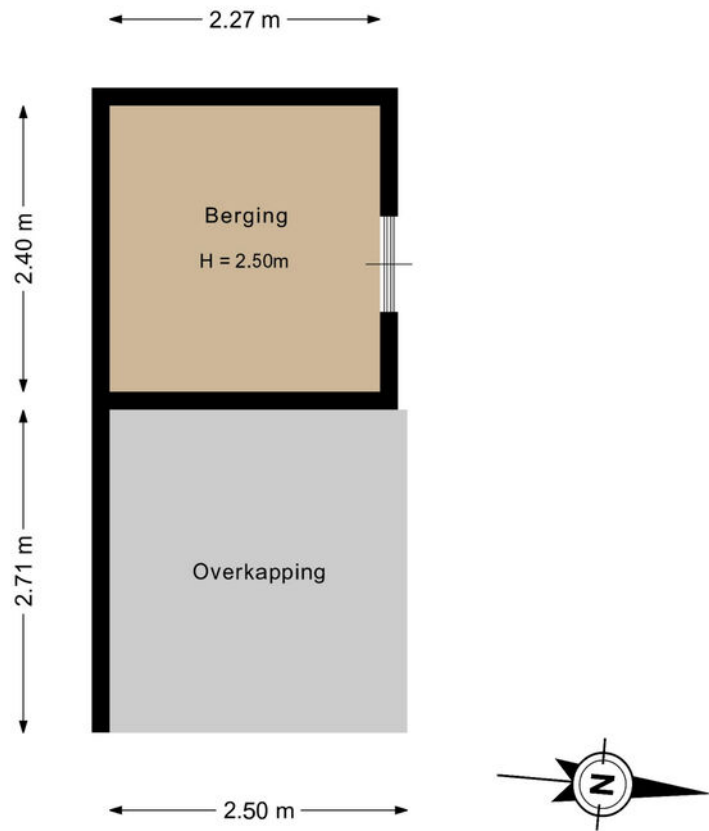 2.27 m
2.40 m
Berging
H = 2.50m
2.71 m
Overkapping
2.50 m
N